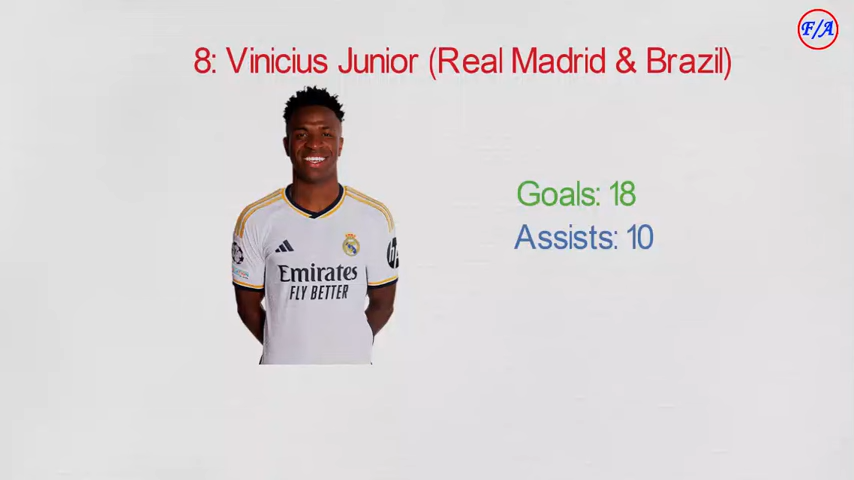 F/A
8: Vinicius Junior (Real Madrid & Brazil)
Goals: 18
Assists: 10
Emirates
FLY BETTER